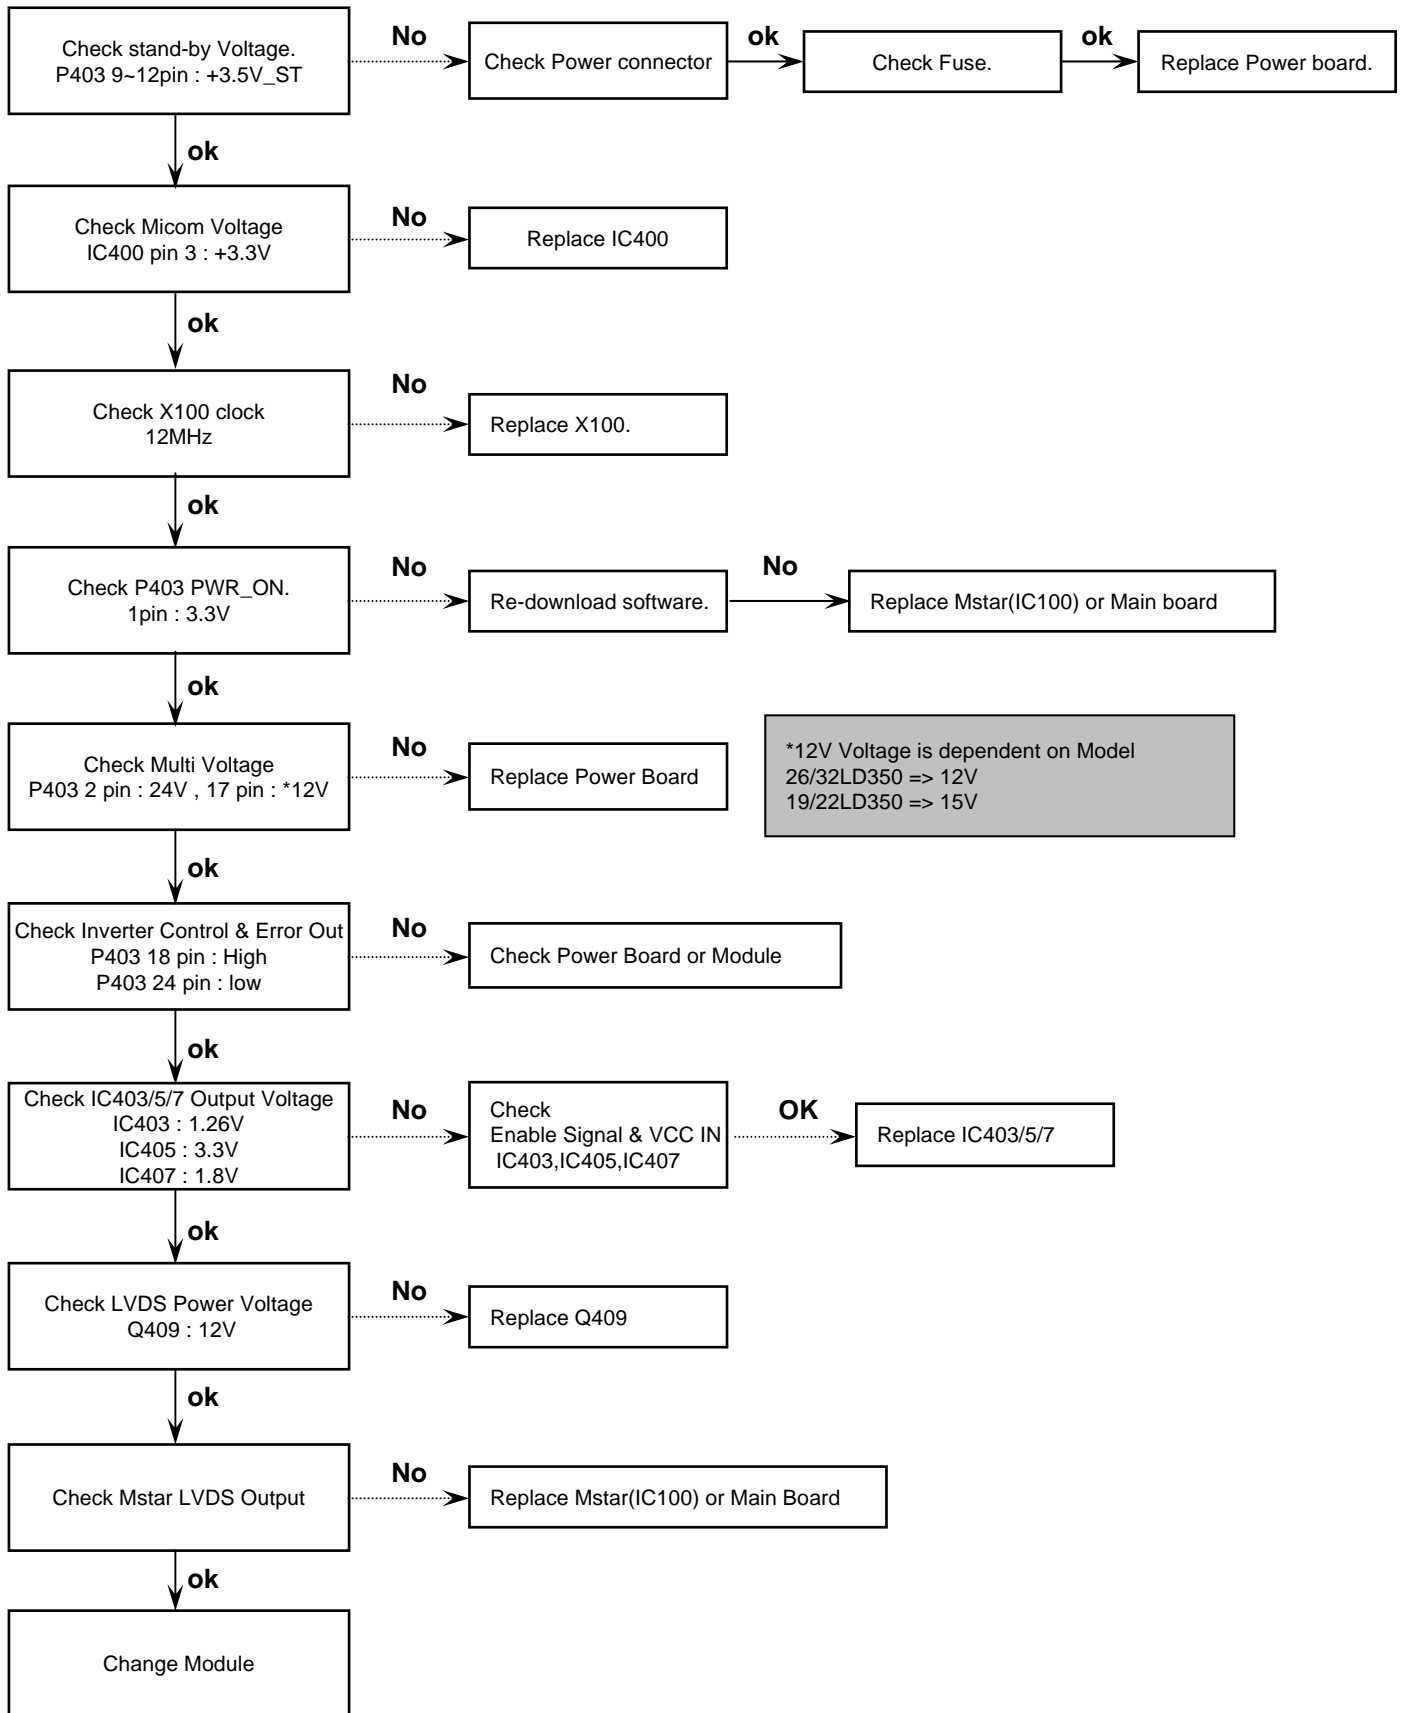 Check stand-by Voltage.
P403 9~12pin : +3.5V_ST
No
Check Power connector
ok
Check Fuse.
ok
Replace Power board.
ok
Check Micom Voltage
IC400 pin 3 : +3.3V
No
Replace IC400
ok
Check X100 clock
12MHz
No
Replace X100.
ok
Check P403 PWR_ON.
1pin : 3.3V
No
Re-download software.
No
Replace Mstar(IC100) or Main board
ok
Check Multi Voltage
P403 2 pin : 24V , 17 pin : *12V
No
Replace Power Board
*12V Voltage is dependent on Model
26/32LD350 => 12V
19/22LD350 => 15V
ok
Check Inverter Control & Error Out
P403 18 pin : High
P403 24 pin : low
No
Check Power Board or Module
ok
Check IC403/5/7 Output Voltage
IC403 : 1.26V
IC405 : 3.3V
IC407 : 1.8V
No
Check
Enable Signal & VCC IN
IC403,IC405,IC407
OK
Replace IC403/5/7
ok
Check LVDS Power Voltage
Q409 : 12V
No
Replace Q409
ok
Check Mstar LVDS Output
No
Replace Mstar(IC100) or Main Board
ok
Change Module